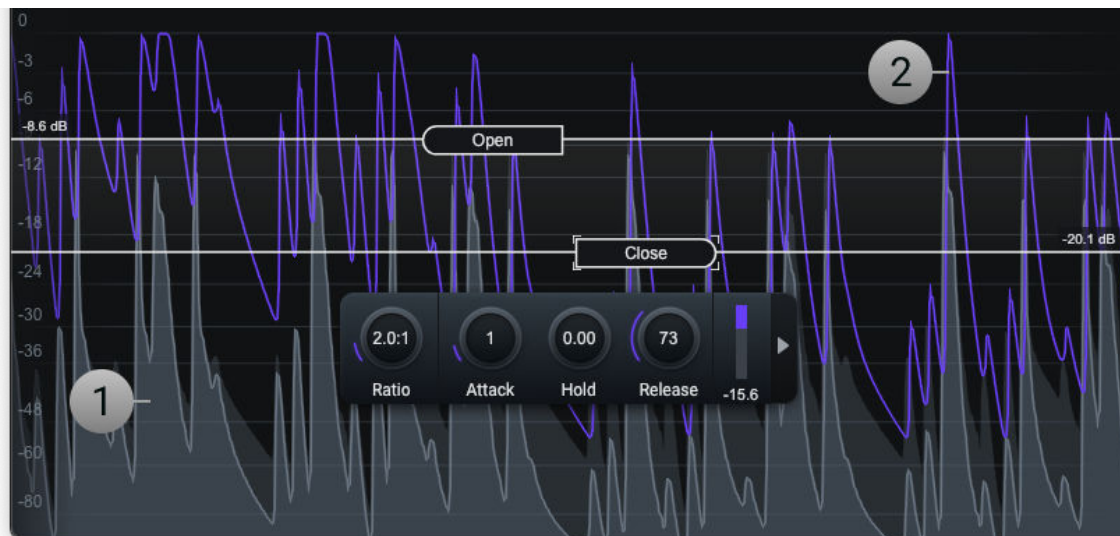 0
-3
2
-6
-8.6 dB
Open
-12
-18
-20.1 dB
Close
-24
-30
2.0:1
1
0.00
73
-36
Ratio
Attack
Hold
Release
-15.6
1
-48
-60
-80